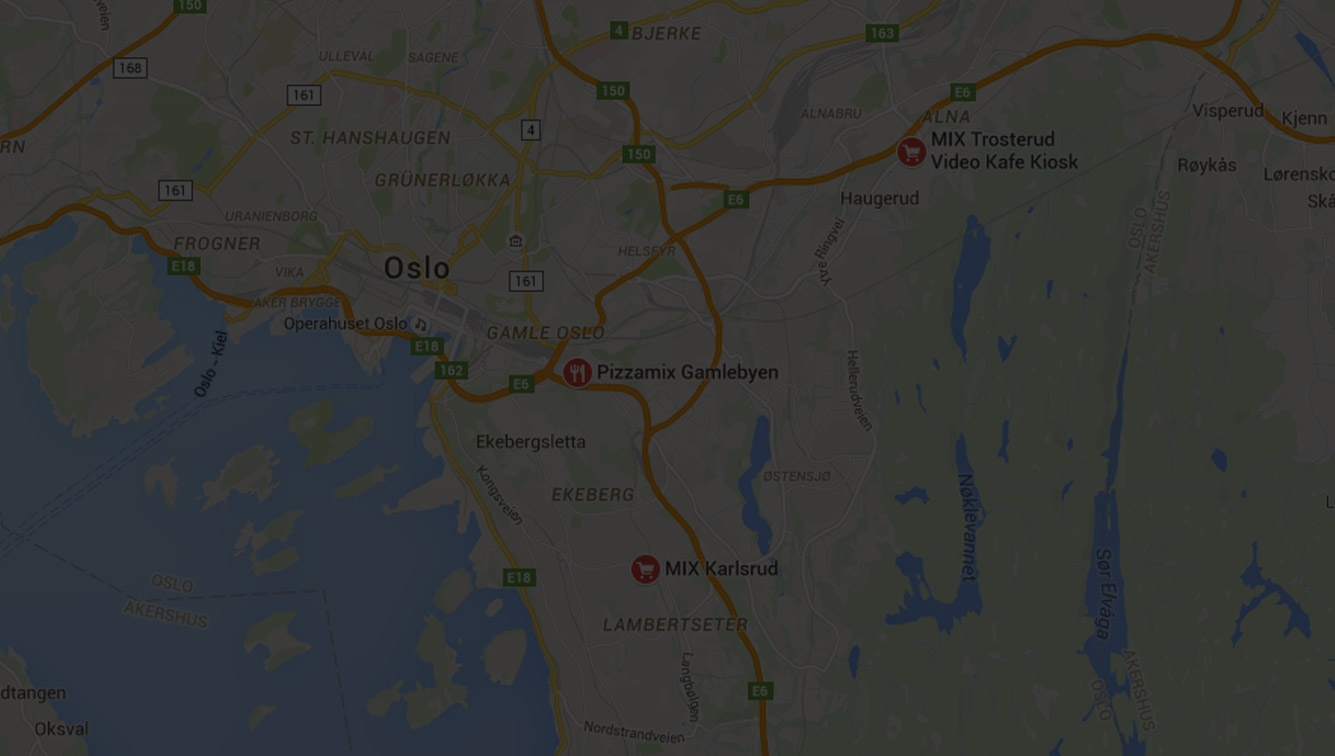 150
veien
4 BJERKE
163
ULLEVÅL
SAGENE
168
161
150
E6
ALNABRU
ALNA
Visperud
Kjenn
4
ST. HANSHAUGEN
RN
MIX Trosterud
Video Kafe Kiosk
150
Røykås
Lørensko
161
GRÜNERLØKKA
E6
Haugerud
Skå
URANIENBORG
FROGNER
HELSFYR
Ytre Ringvei
OSLO
AKERSHUS
E18
VIKA
Oslo
161
AKER BRYGGE
Operahuset Oslo
GAMLE OSLO
E18
Oslo - Kiel
162
E6
Pizzamix Gamlebyen
Hellerudveien
Ekebergsletta
ØSTENSJØ
Kongsveien
EKEBERG
Nøklevannet
L
E18
MIX Karlsrud
Sør Elvåga
OSLO
AKERSHUS
LAMBERTSETER
Langbølgen
E6
AKERSHUS
OSLO
dtangen
Oksval
Nordstrandveien